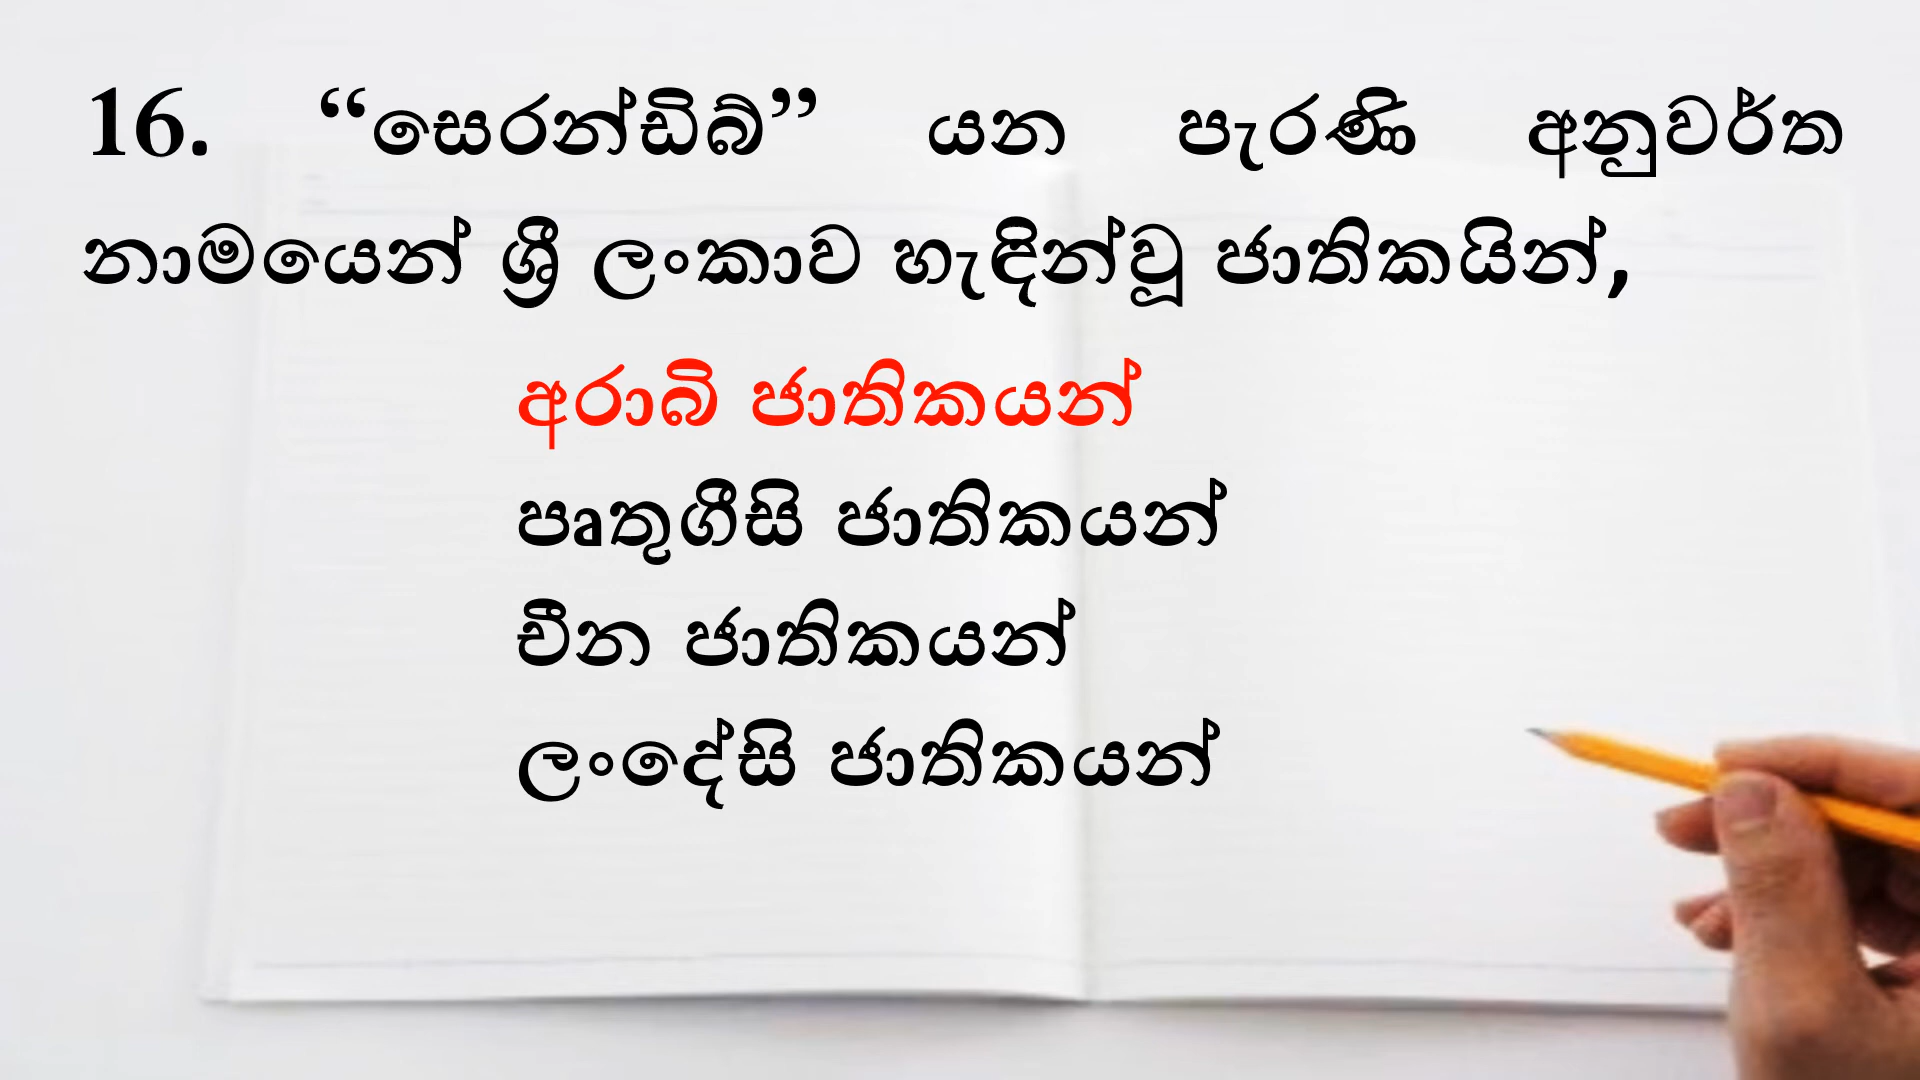 16. “සෙරන්ඩිබ්” යන පැරණි අනුවර්ත
නාමයෙන් ශ්‍රී ලංකාව හැඳින්වූ ජාතිකයින්,
අරාබි ජාතිකයන්
පෘතුගීසි ජාතිකයන්
චීන ජාතිකයන්
ලංදේසි ජාතිකයන්